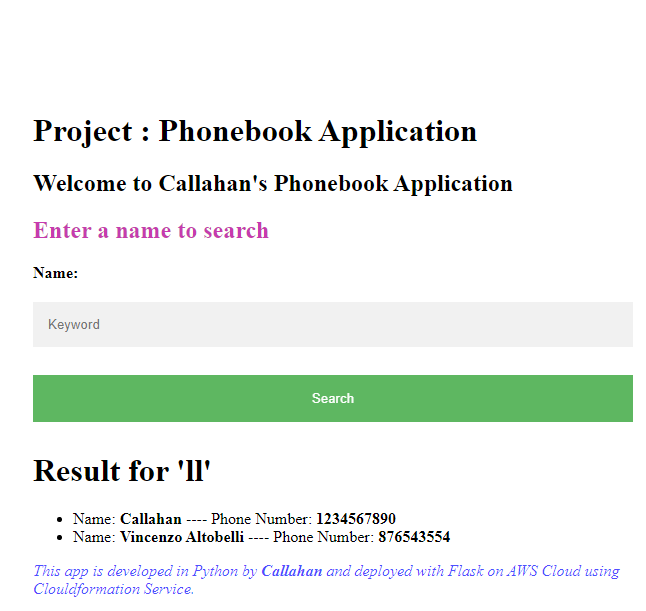 Project : Phonebook Application
Welcome to Callahan's Phonebook Application
Enter a name to search
Name:
Keyword
Search
Result for 'll'
Name: Callahan ---- Phone Number: 1234567890
Name: Vincenzo Altobelli ---- Phone Number: 876543554
This app is developed in Python by Callahan and deployed with Flask on AWS Cloud using
Clouldformation Service.